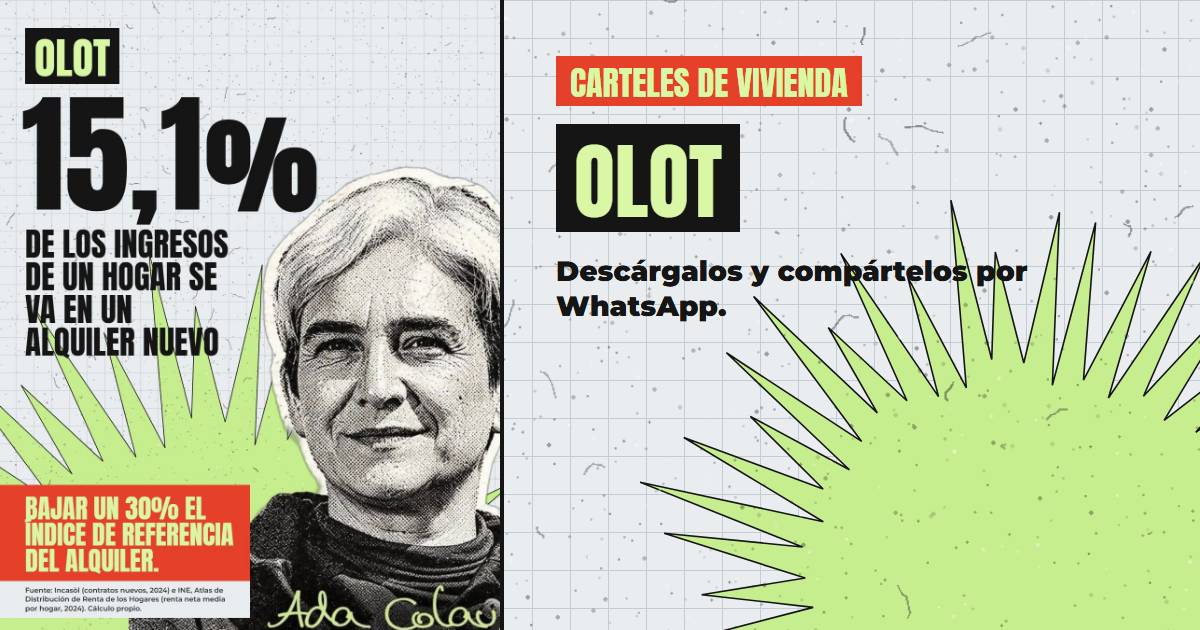 OLOT
15,1%
DE LOS INGRESOS
DE UN HOGAR SE
VA EN UN
ALQUILER NUEVO
BAJAR UN 30% EL
ÍNDICE DE REFERENCIA
DEL ALQUILER.
Fuente: Incasòl (contratos nuevos, 2024) e INE, Atlas de
Distribución de Renta de los Hogares (renta neta media
por hogar, 2024). Cálculo propio.
Ada Colau
CARTELES DE VIVIENDA
OLOT
Descárgalos y compártelos por
WhatsApp.